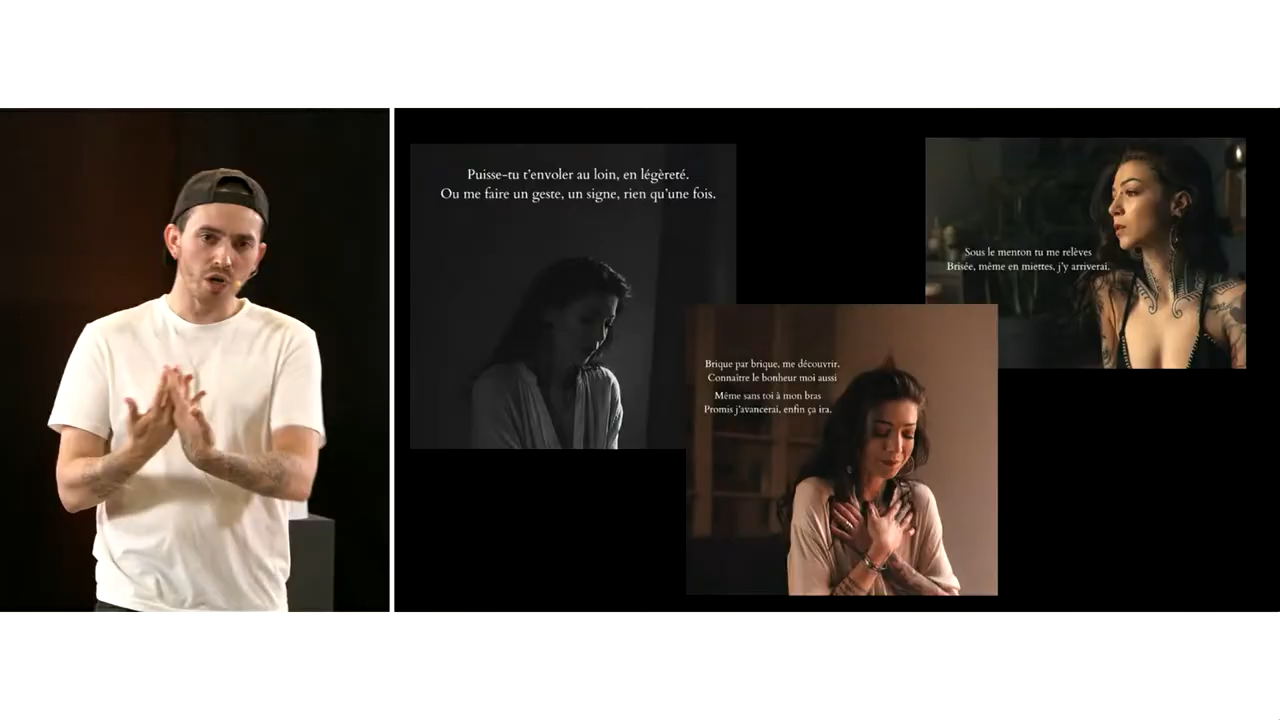 Puisse-tu t'envoler au loin, en légèreté.
Ou me faire un geste, un signe, rien qu'une fois.
Brique par brique, me découvrir.
Connaître le bonheur moi aussi
Même sans toi à mon bras
Promis j'avancerai, enfin ça ira.
Sous le menton tu me relèves
Brisée, même en miettes, j'y arriverai.